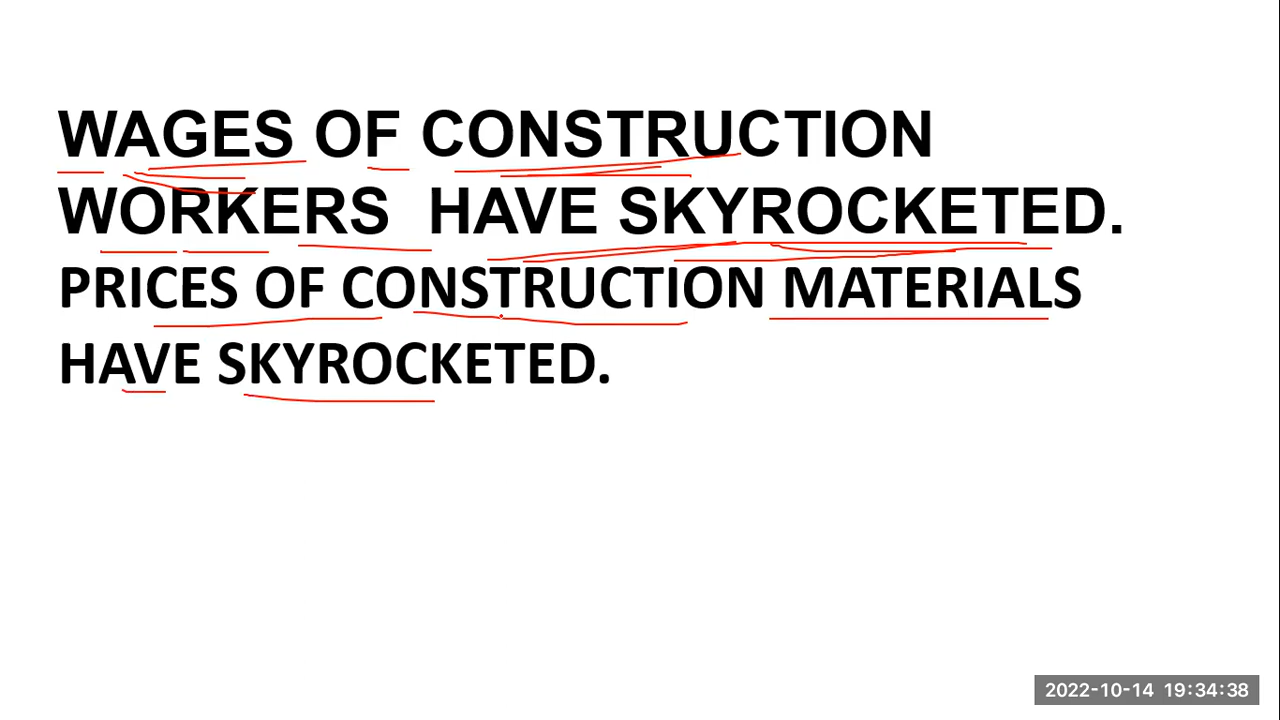 WAGES OF CONSTRUCTION
WORKERS  HAVE SKYROCKETED.
PRICES OF CONSTRUCTION MATERIALS
HAVE SKYROCKETED.
2022-10-14 19:34:38